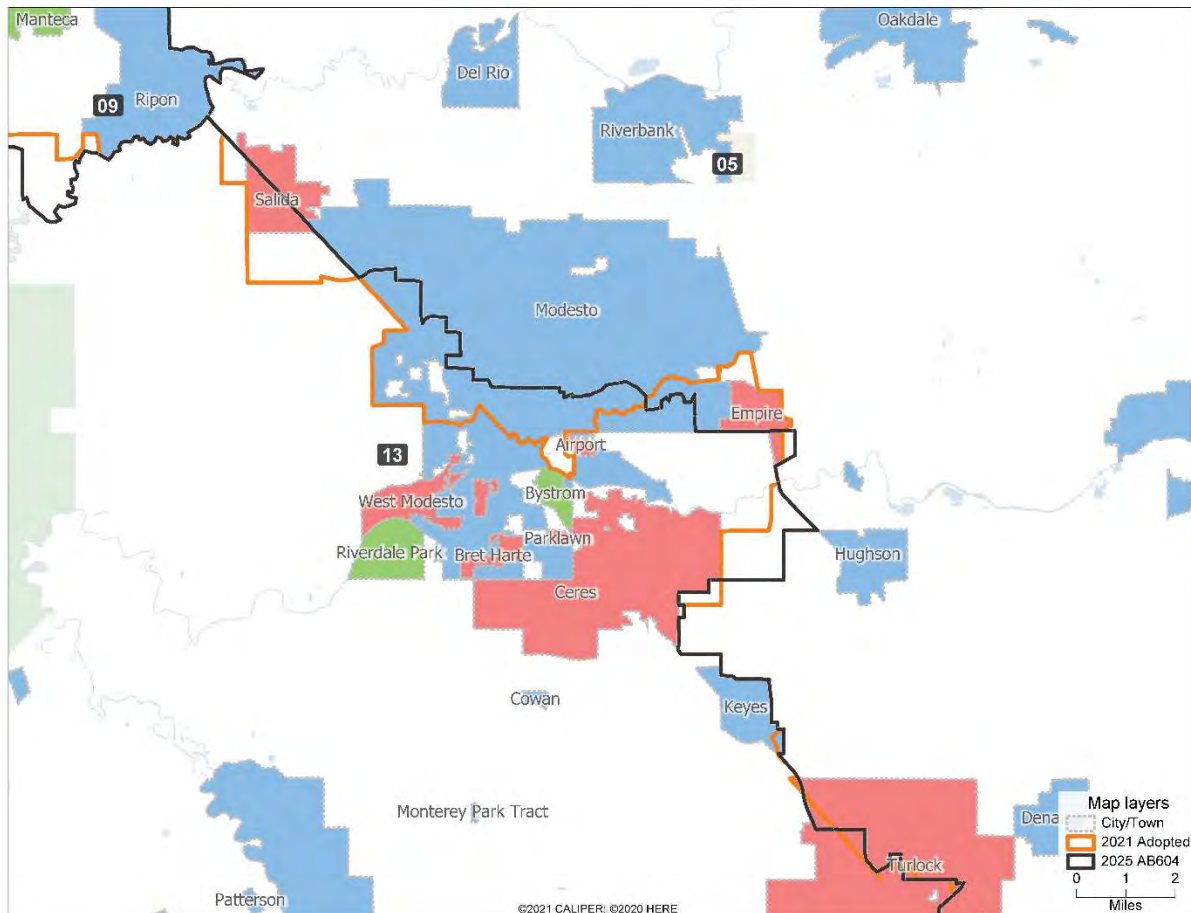 Manteca
Oakdale
Del Rio
09
Ripon
Riverbank
05
Salida
Modesto
Empire
Airport
13
West Modesto
Bystrom
Parklawn
Riverdale Park
Bret Harte
Hughson
Ceres
Cowan
Keyes
Monterey Park Tract
Dena
Turlock
Patterson
Map layers
City/Town
2021 Adopted
2025 AB604
0 1 2
Miles
©2021 CALIPER; ©2020 HERE